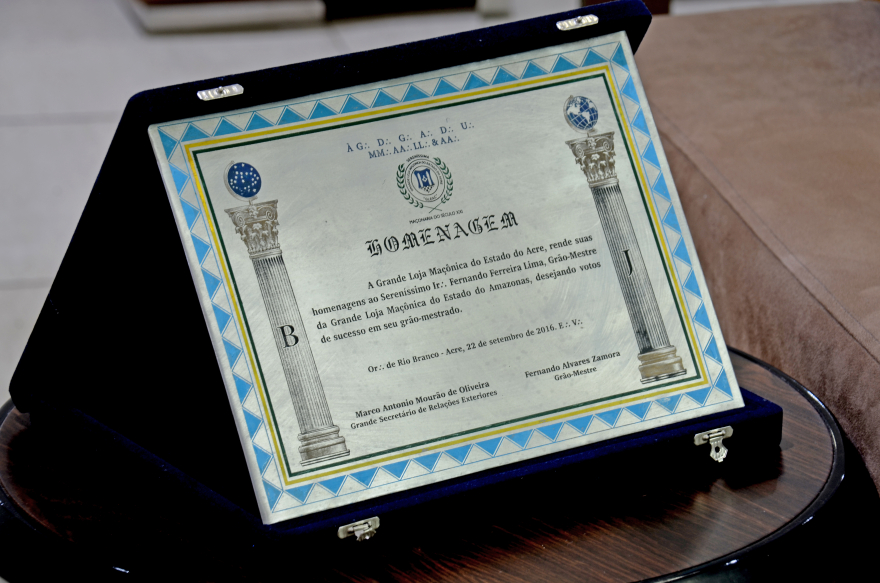 À G∴ D∴ G∴ A∴ D∴ U∴
MM∴ AA∴ LL∴ & AA∴
SERENÍSSIMO
MAÇONARIA DO SÉCULO XXI
HOMENAGEM
A Grande Loja Maçônica do Estado do Acre, rende suas
homenagens ao Sereníssimo Ir∴ Fernando Ferreira Lima, Grão-Mestre
da Grande Loja Maçônica do Estado do Amazonas, desejando votos
de sucesso em seu grão-mestrado.
B
J
Or∴ de Rio Branco - Acre, 22 de setembro de 2016. E∴ V∴
Marco Antonio Mourão de Oliveira
Grande Secretário de Relações Exteriores
Fernando Alvares Zamora
Grão-Mestre